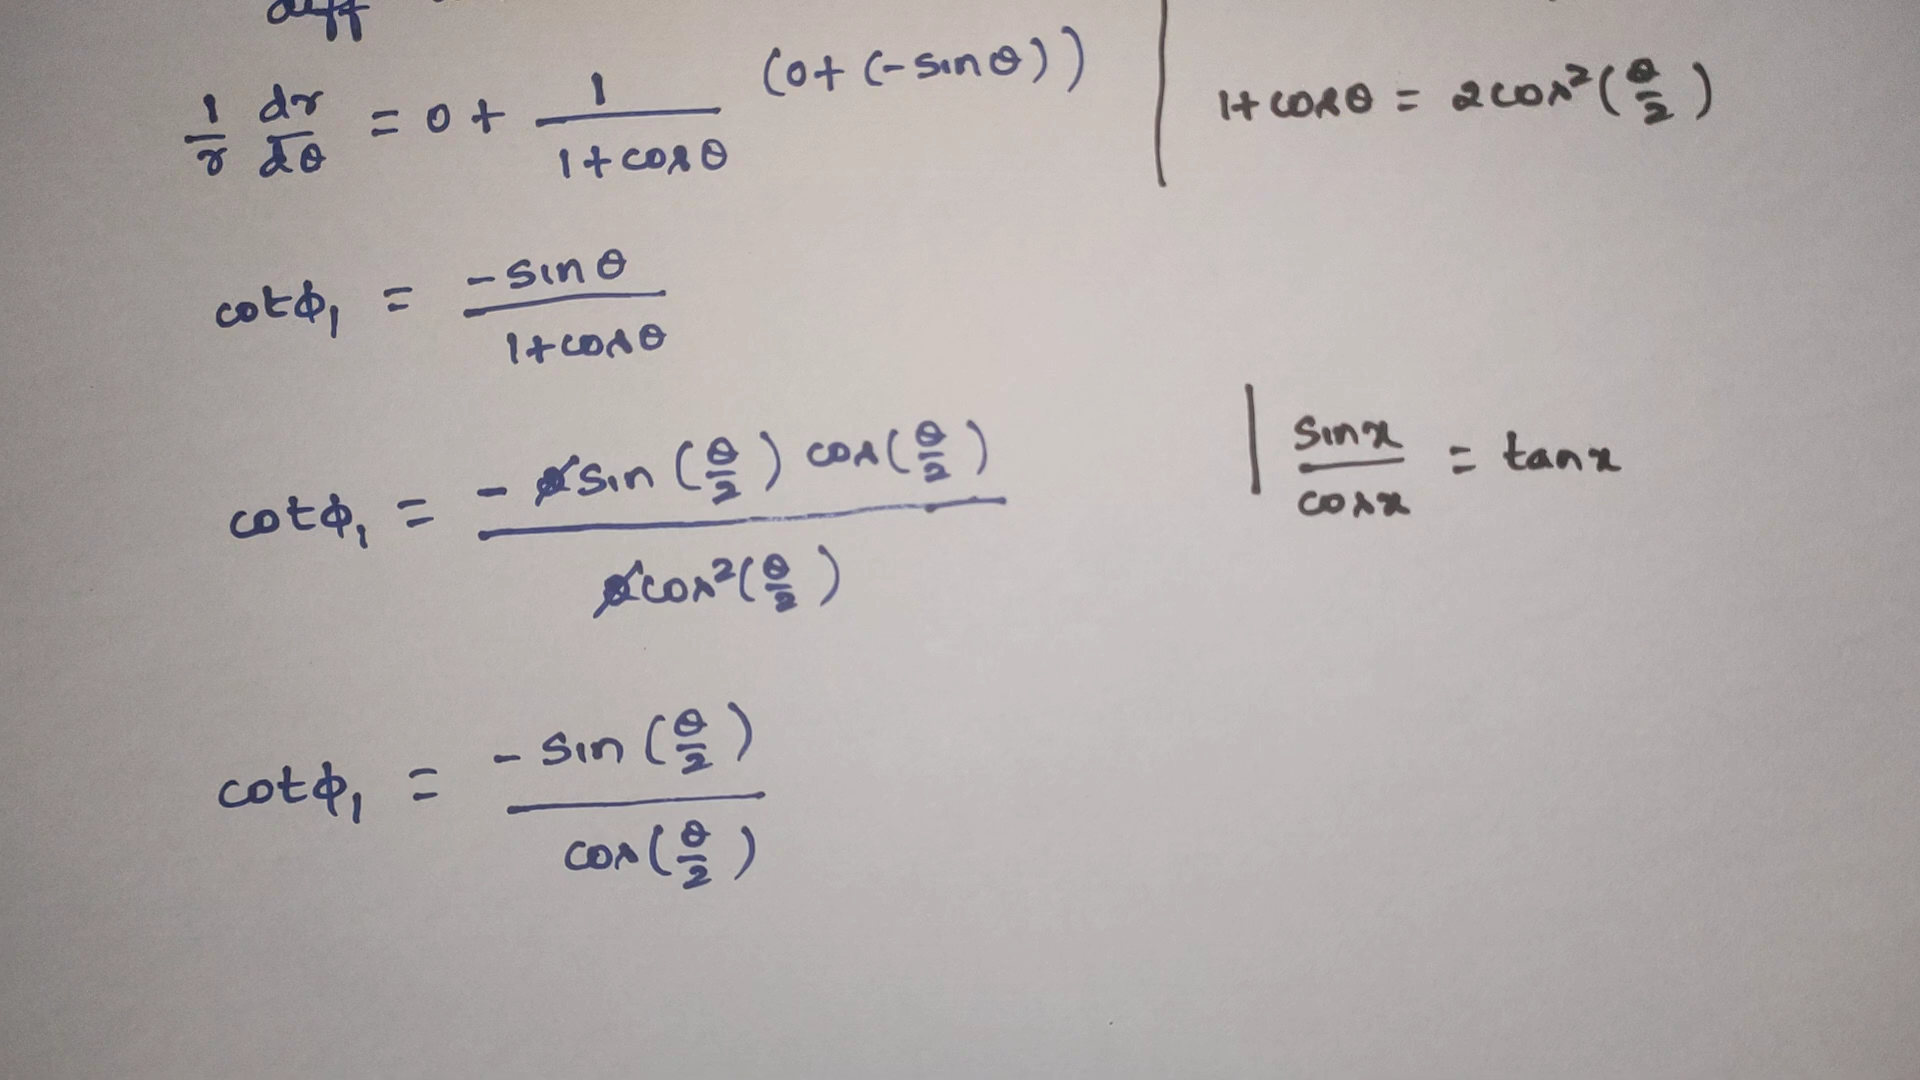 diff
1/r dr/dθ = 0 + 1/(1+cosθ) (0+(-sinθ))
1+cosθ = 2cos²(θ/2)
cotφ₁ = -sinθ/(1+cosθ)
cotφ₁ = -2sin(θ/2) cos(θ/2)/2cos²(θ/2)
sinx/cosx = tanx
cotφ₁ = -sin(θ/2)/cos(θ/2)